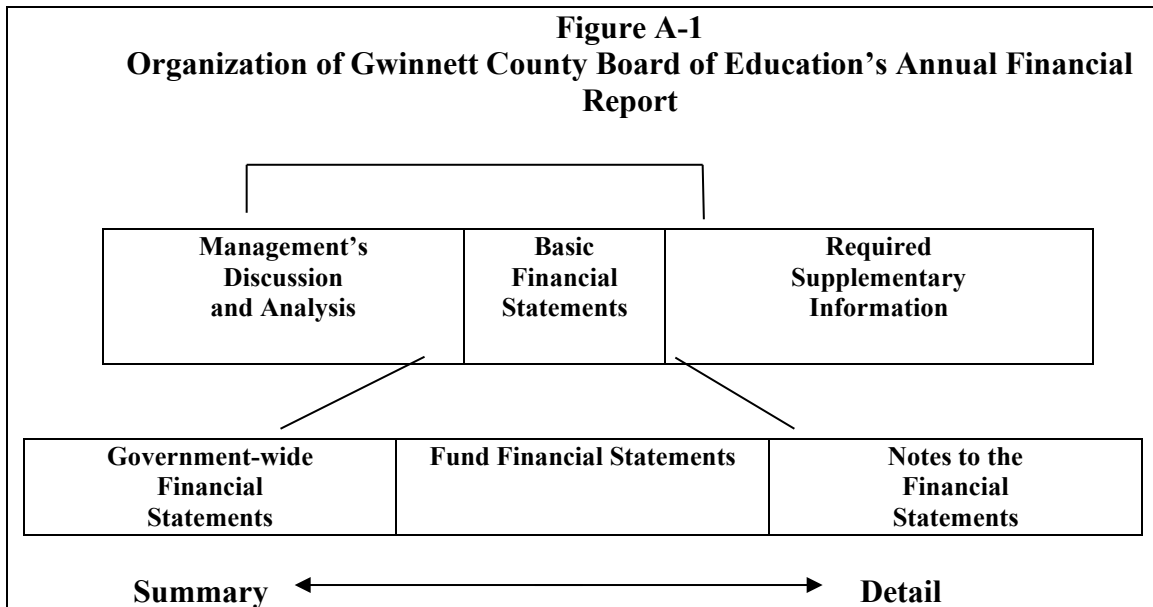 Figure A-1
Organization of Gwinnett County Board of Education’s Annual Financial
Report
Management’s
Discussion
and Analysis
Basic
Financial
Statements
Required
Supplementary
Information
Government-wide
Financial
Statements
Fund Financial Statements
Notes to the
Financial
Statements
Summary
Detail